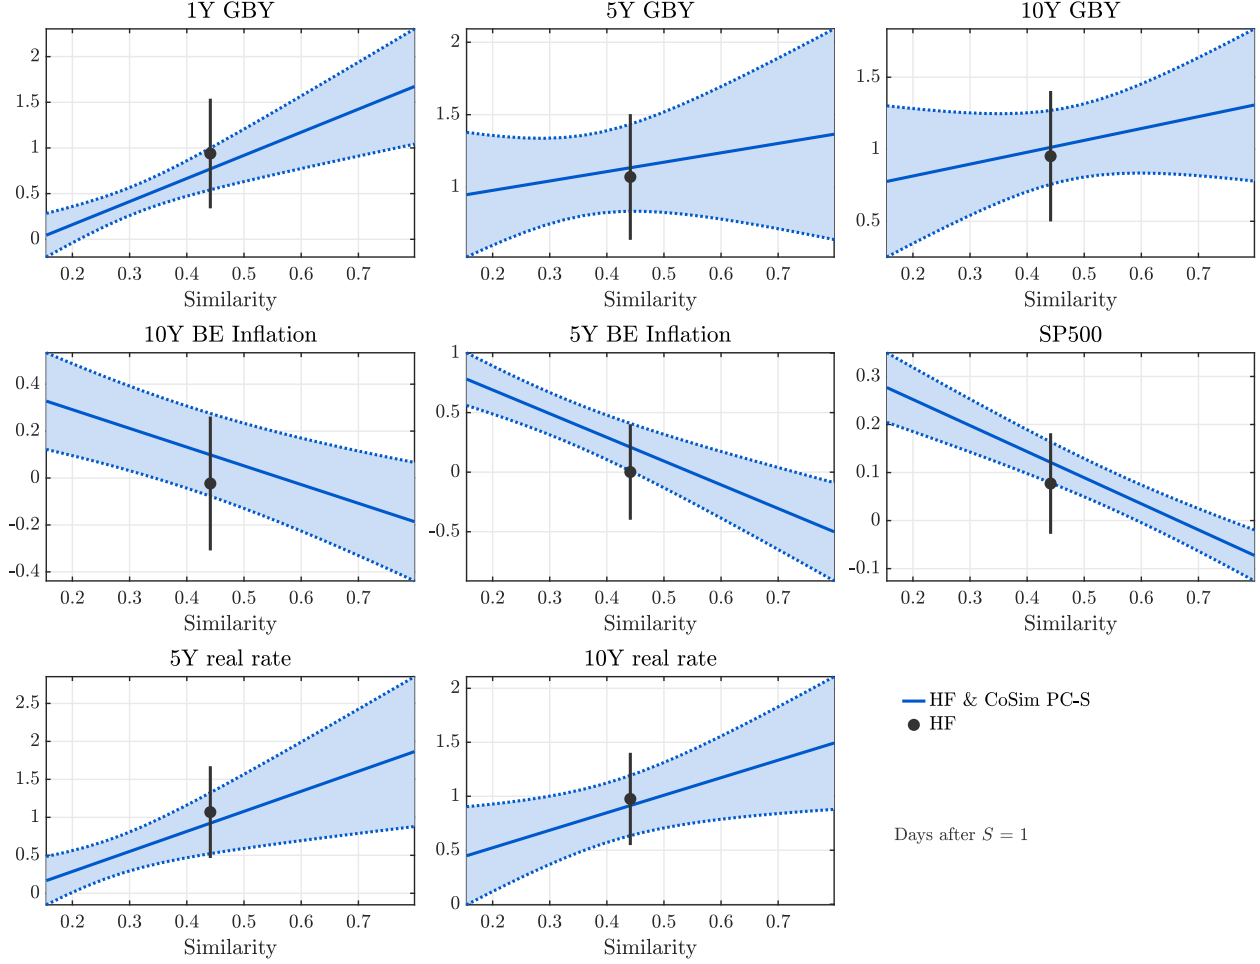 1Y GBY
2
1.5
1
0.5
0
0.2 0.3 0.4 0.5 0.6 0.7
Similarity
5Y GBY
2
1.5
1
0.2 0.3 0.4 0.5 0.6 0.7
Similarity
10Y GBY
1.5
1
0.5
0.2 0.3 0.4 0.5 0.6 0.7
Similarity
10Y BE Inflation
0.4
0.2
0
-0.2
-0.4
0.2 0.3 0.4 0.5 0.6 0.7
Similarity
5Y BE Inflation
1
0.5
0
-0.5
0.2 0.3 0.4 0.5 0.6 0.7
Similarity
SP500
0.3
0.2
0.1
0
-0.1
0.2 0.3 0.4 0.5 0.6 0.7
Similarity
5Y real rate
2.5
2
1.5
1
0.5
0
0.2 0.3 0.4 0.5 0.6 0.7
Similarity
10Y real rate
2
1.5
1
0.5
0
0.2 0.3 0.4 0.5 0.6 0.7
Similarity
HF & CoSim PC-S
HF
Days after S = 1